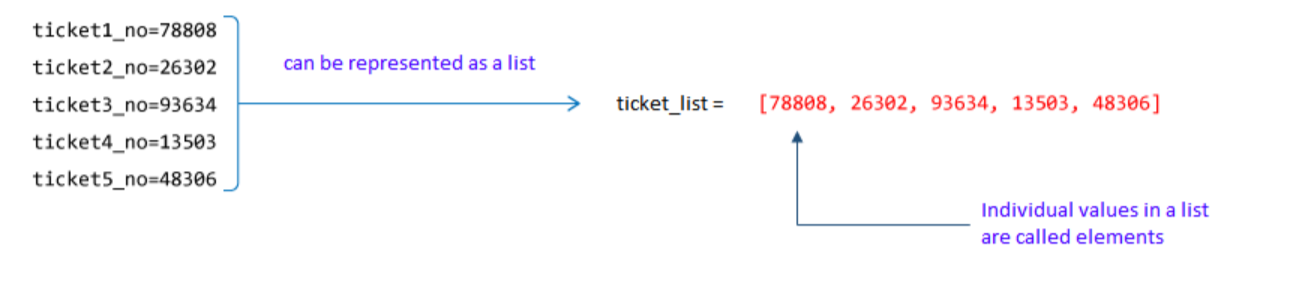 ticket1_no=78808
ticket2_no=26302
ticket3_no=93634
ticket4_no=13503
ticket5_no=48306
can be represented as a list
ticket_list = [78808, 26302, 93634, 13503, 48306]
Individual values in a list
are called elements